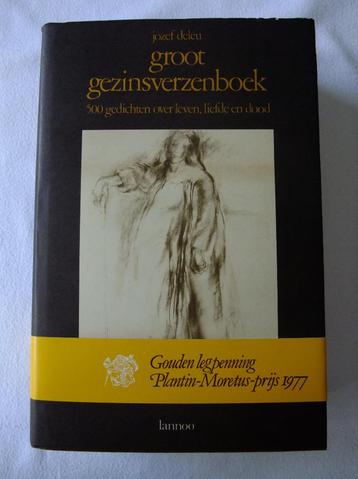 jozef deleu
groot
gezinsverzenboek
500 gedichten over leven, liefde en dood
Gouden legpenning
Plantin-Moretus-prijs 1977
lannoo